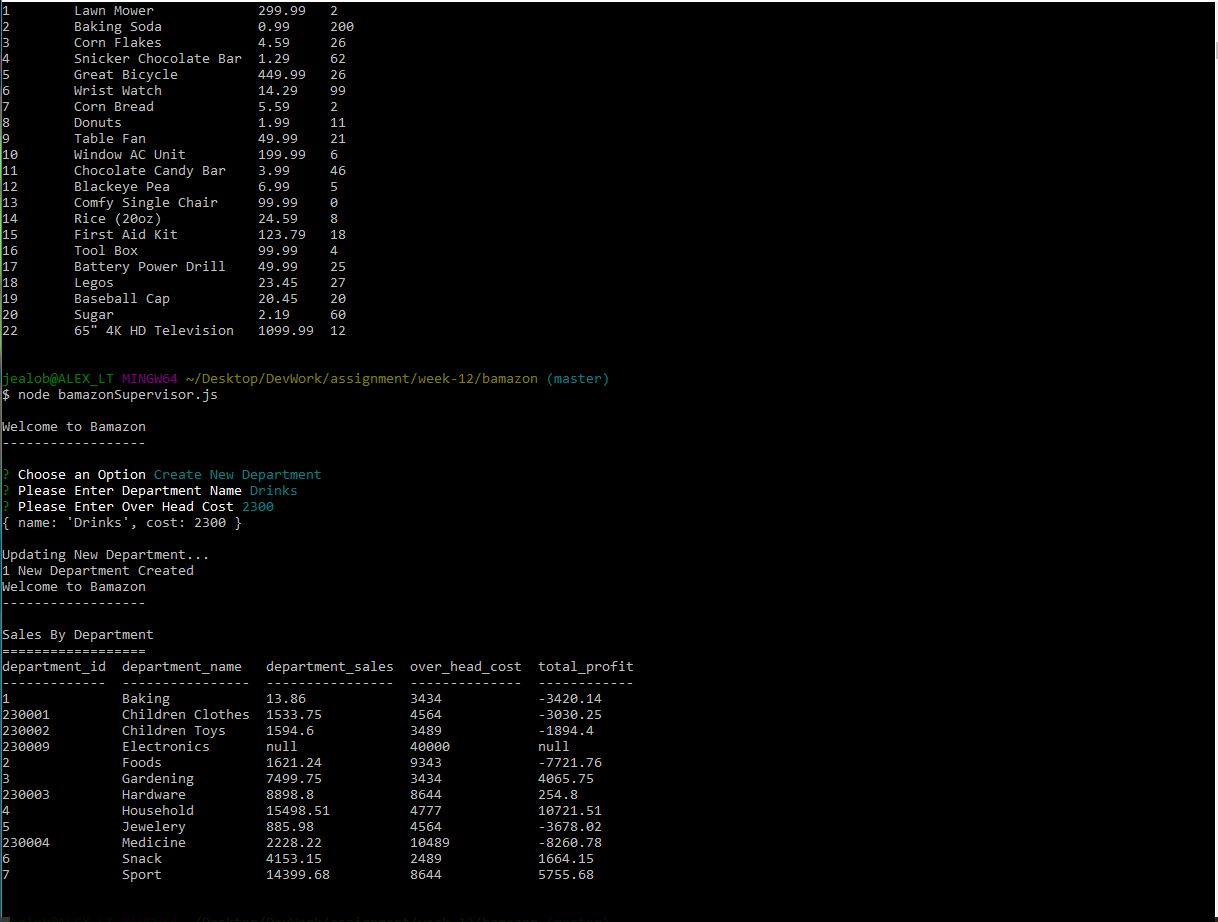 1 Lawn Mower 299.99 2
2 Baking Soda 0.99 200
3 Corn Flakes 4.59 26
4 Snicker Chocolate Bar 1.29 62
5 Great Bicycle 449.99 26
6 Wrist Watch 14.29 99
7 Corn Bread 5.59 2
8 Donuts 1.99 11
9 Table Fan 49.99 21
10 Window AC Unit 199.99 6
11 Chocolate Candy Bar 3.99 46
12 Blackeye Pea 6.99 5
13 Comfy Single Chair 99.99 0
14 Rice (20oz) 24.59 8
15 First Aid Kit 123.79 18
16 Tool Box 99.99 4
17 Battery Power Drill 49.99 25
18 Legos 23.45 27
19 Baseball Cap 20.45 20
20 Sugar 2.19 60
22 65" 4K HD Television 1099.99 12
jealob@ALEX_LT MINGW64 ~/Desktop/DevWork/assignment/week-12/bamazon (master)
$ node bamazonSupervisor.js
Welcome to Bamazon
------------------
? Choose an Option Create New Department
? Please Enter Department Name Drinks
? Please Enter Over Head Cost 2300
{ name: 'Drinks', cost: 2300 }
Updating New Department...
1 New Department Created
Welcome to Bamazon
------------------
Sales By Department
==================
department_id department_name department_sales over_head_cost total_profit
------------- ---------------- ---------------- -------------- ------------
1 Baking 13.86 3434 -3420.14
230001 Children Clothes 1533.75 4564 -3030.25
230002 Children Toys 1594.6 3489 -1894.4
230009 Electronics null 40000 null
2 Foods 1621.24 9343 -7721.76
3 Gardening 7499.75 3434 4065.75
230003 Hardware 8898.8 8644 254.8
4 Household 15498.51 4777 10721.51
5 Jewelery 885.98 4564 -3678.02
230004 Medicine 2228.22 10489 -8260.78
6 Snack 4153.15 2489 1664.15
7 Sport 14399.68 8644 5755.68